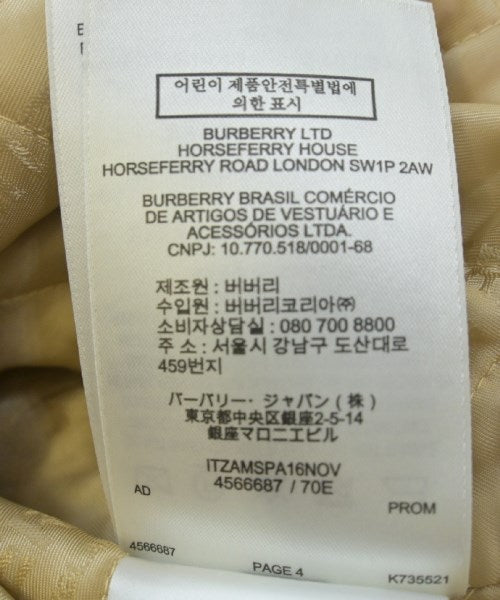 어린이 제품안전특별법에
의한 표시
BURBERRY LTD
HORSEFERRY HOUSE
HORSEFERRY ROAD LONDON SW1P 2AW
BURBERRY BRASIL COMÉRCIO
DE ARTIGOS DE VESTUÁRIO E
ACESSÓRIOS LTDA.
CNPJ: 10.770.518/0001-68
제조원 : 버버리
수입원 : 버버리코리아㈜
소비자상담실 : 080 700 8800
주 소 : 서울시 강남구 도산대로
459번지
バーバリー・ジャパン(株)
東京都中央区銀座2-5-14
銀座マロニエビル
ITZAMSPA16NOV
4566687 / 70E
AD
PROM
4566687
PAGE 4
K735521